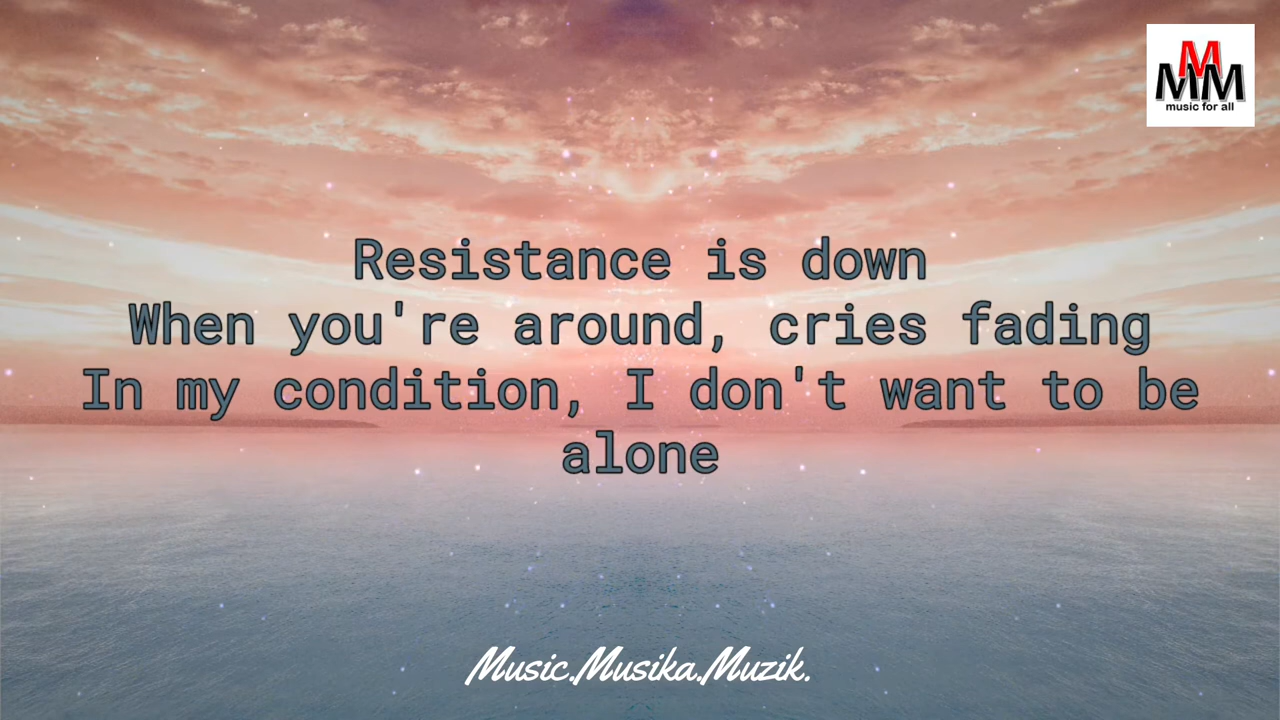 MMM
music for all
Resistance is down
When you're around, cries fading
In my condition, I don't want to be
alone
Music.Musika.Muzik.